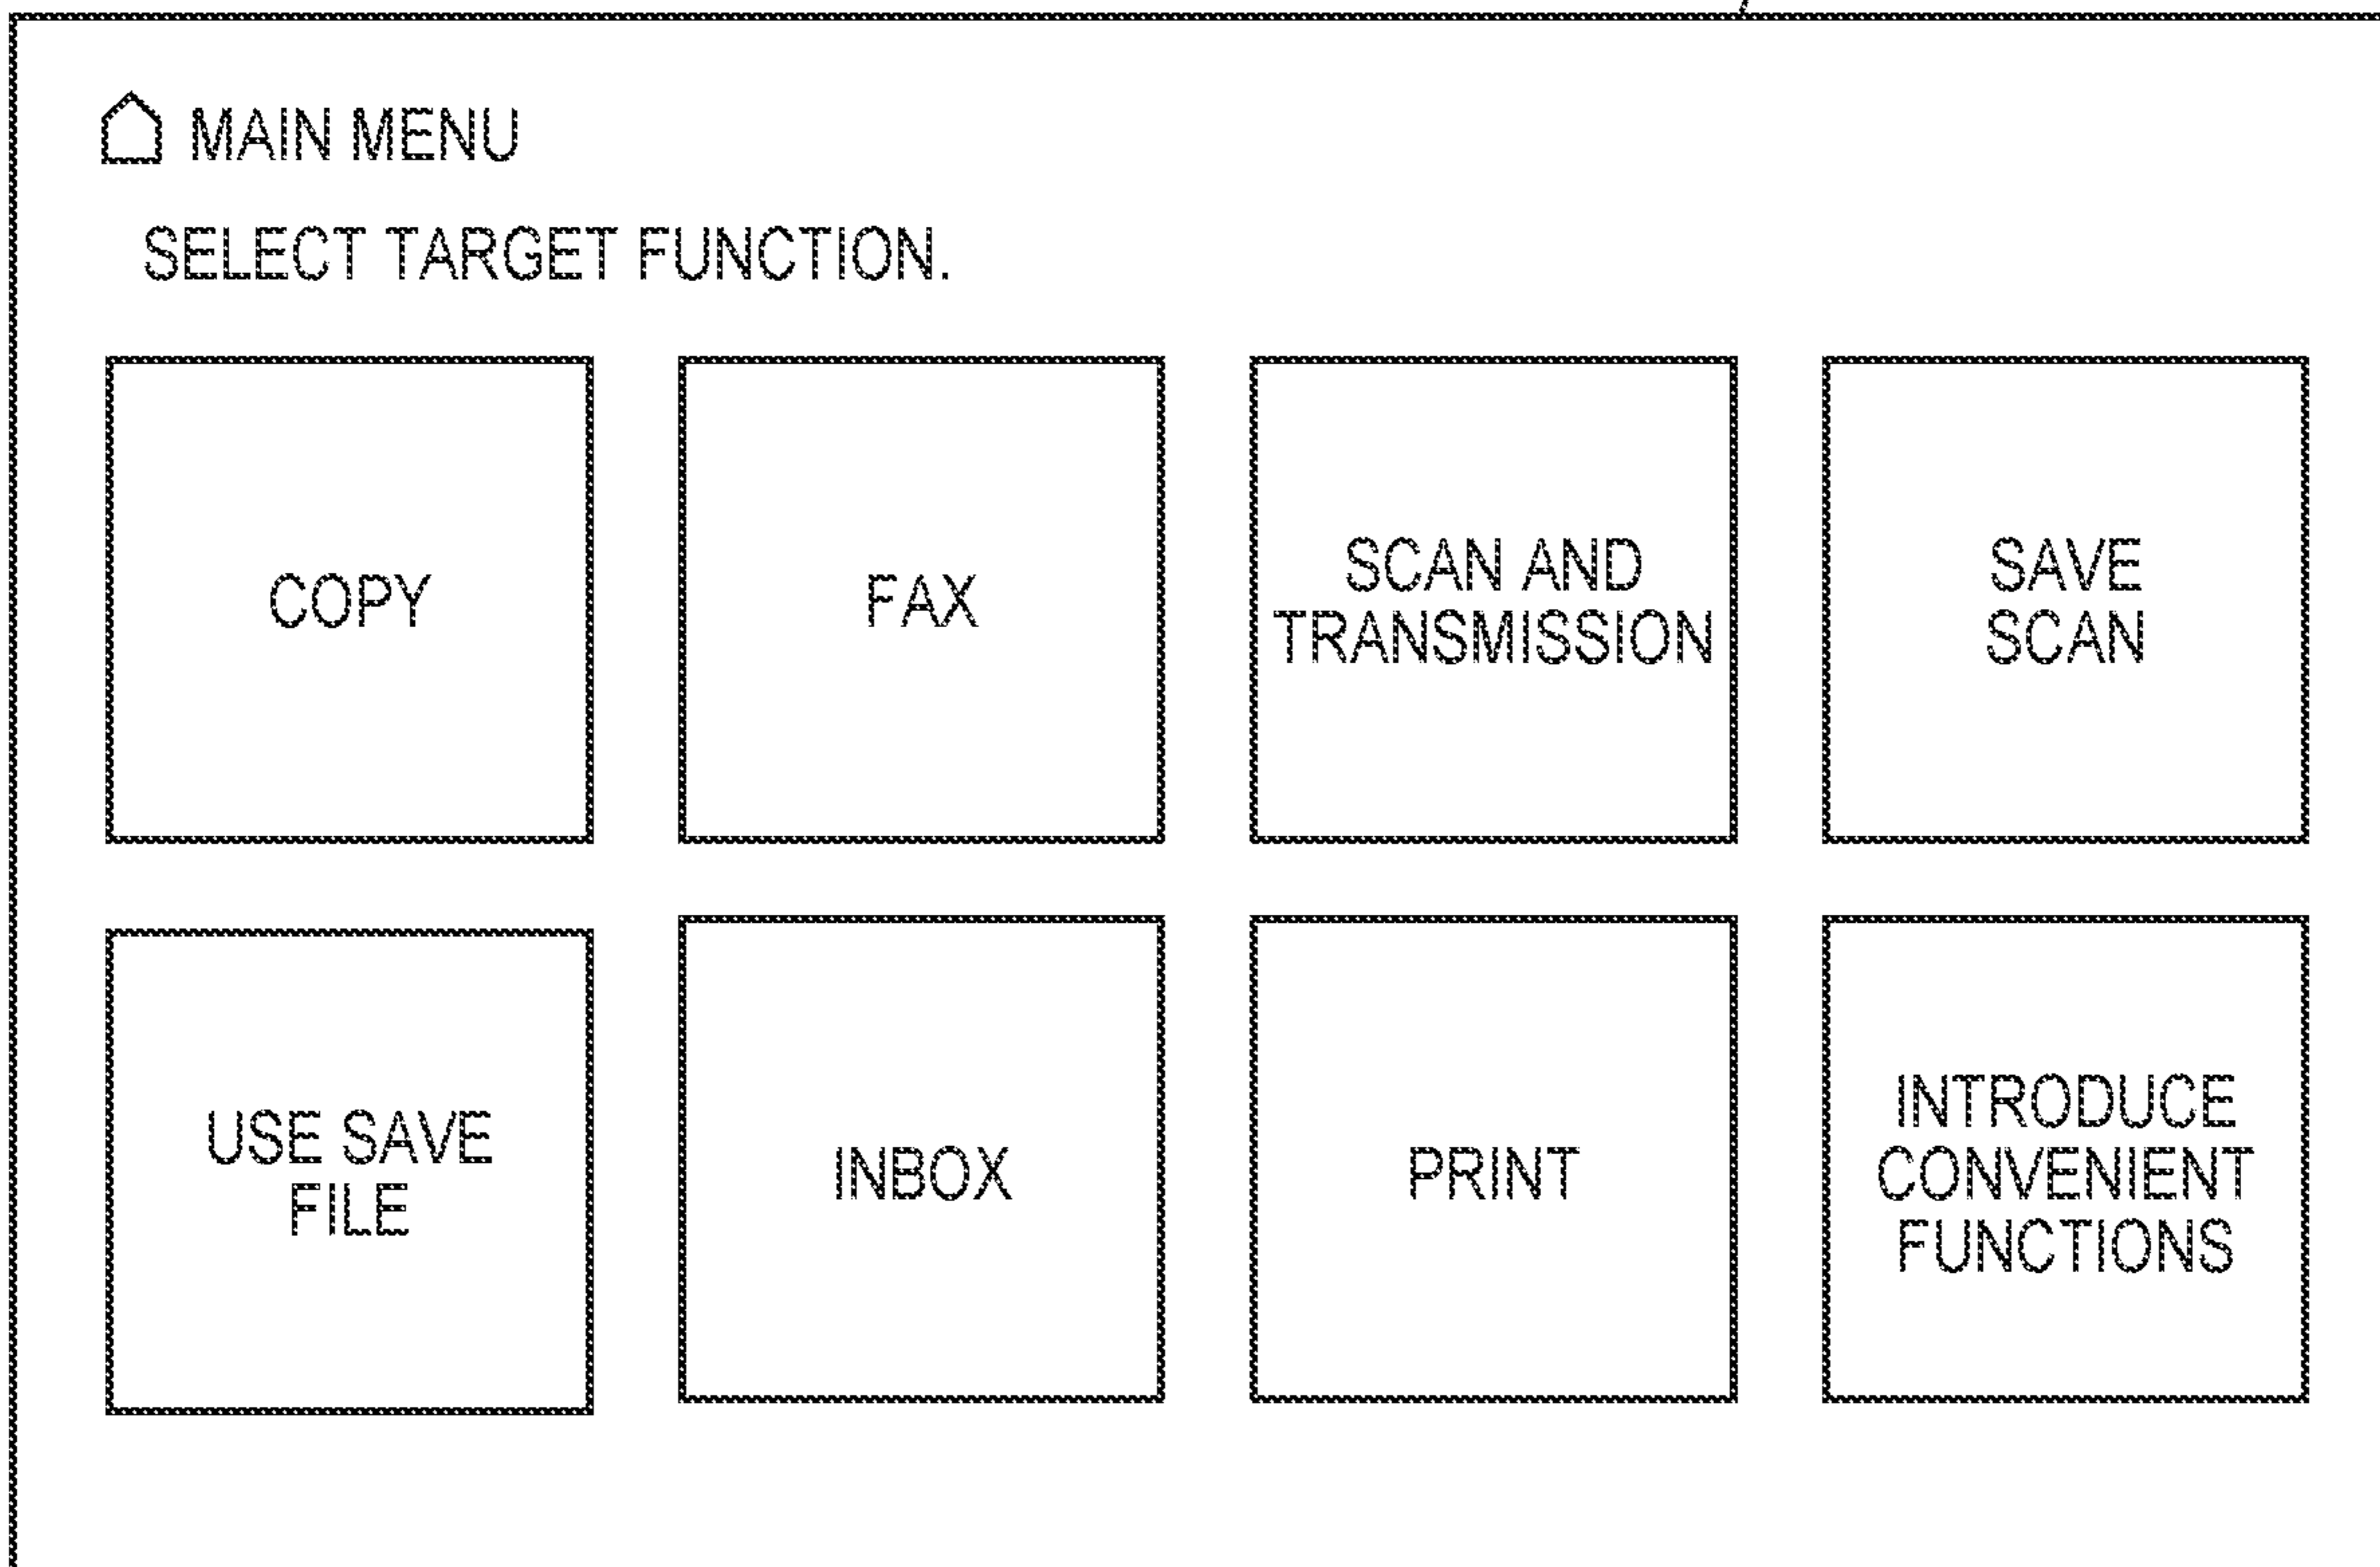 MAIN MENU
SELECT TARGET FUNCTION.
COPY
FAX
SCAN AND
TRANSMISSION
SAVE
SCAN
USE SAVE
FILE
INBOX
PRINT
INTRODUCE
CONVENIENT
FUNCTIONS